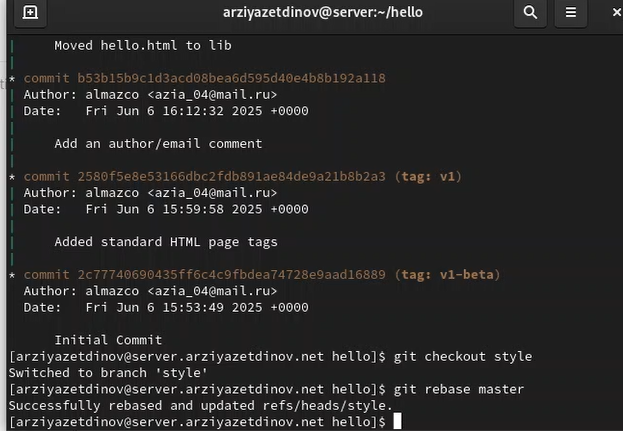 arziyazetdinov@server:~/hello
Moved hello.html to lib
* commit b53b15b9c1d3acd08bea6d595d40e4b8b192a118
Author: almazco <azia_04@mail.ru>
Date:   Fri Jun 6 16:12:32 2025 +0000
Add an author/email comment
* commit 2580f5e8e53166dbc2fdb891ae84de9a21b8b2a3 (tag: v1)
Author: almazco <azia_04@mail.ru>
Date:   Fri Jun 6 15:59:58 2025 +0000
Added standard HTML page tags
* commit 2c77740690435ff6c4c9fbdea74728e9aad16889 (tag: v1-beta)
Author: almazco <azia_04@mail.ru>
Date:   Fri Jun 6 15:53:49 2025 +0000
Initial Commit
[arziyazetdinov@server.arziyazetdinov.net hello]$ git checkout style
Switched to branch 'style'
[arziyazetdinov@server.arziyazetdinov.net hello]$ git rebase master
Successfully rebased and updated refs/heads/style.
[arziyazetdinov@server.arziyazetdinov.net hello]$